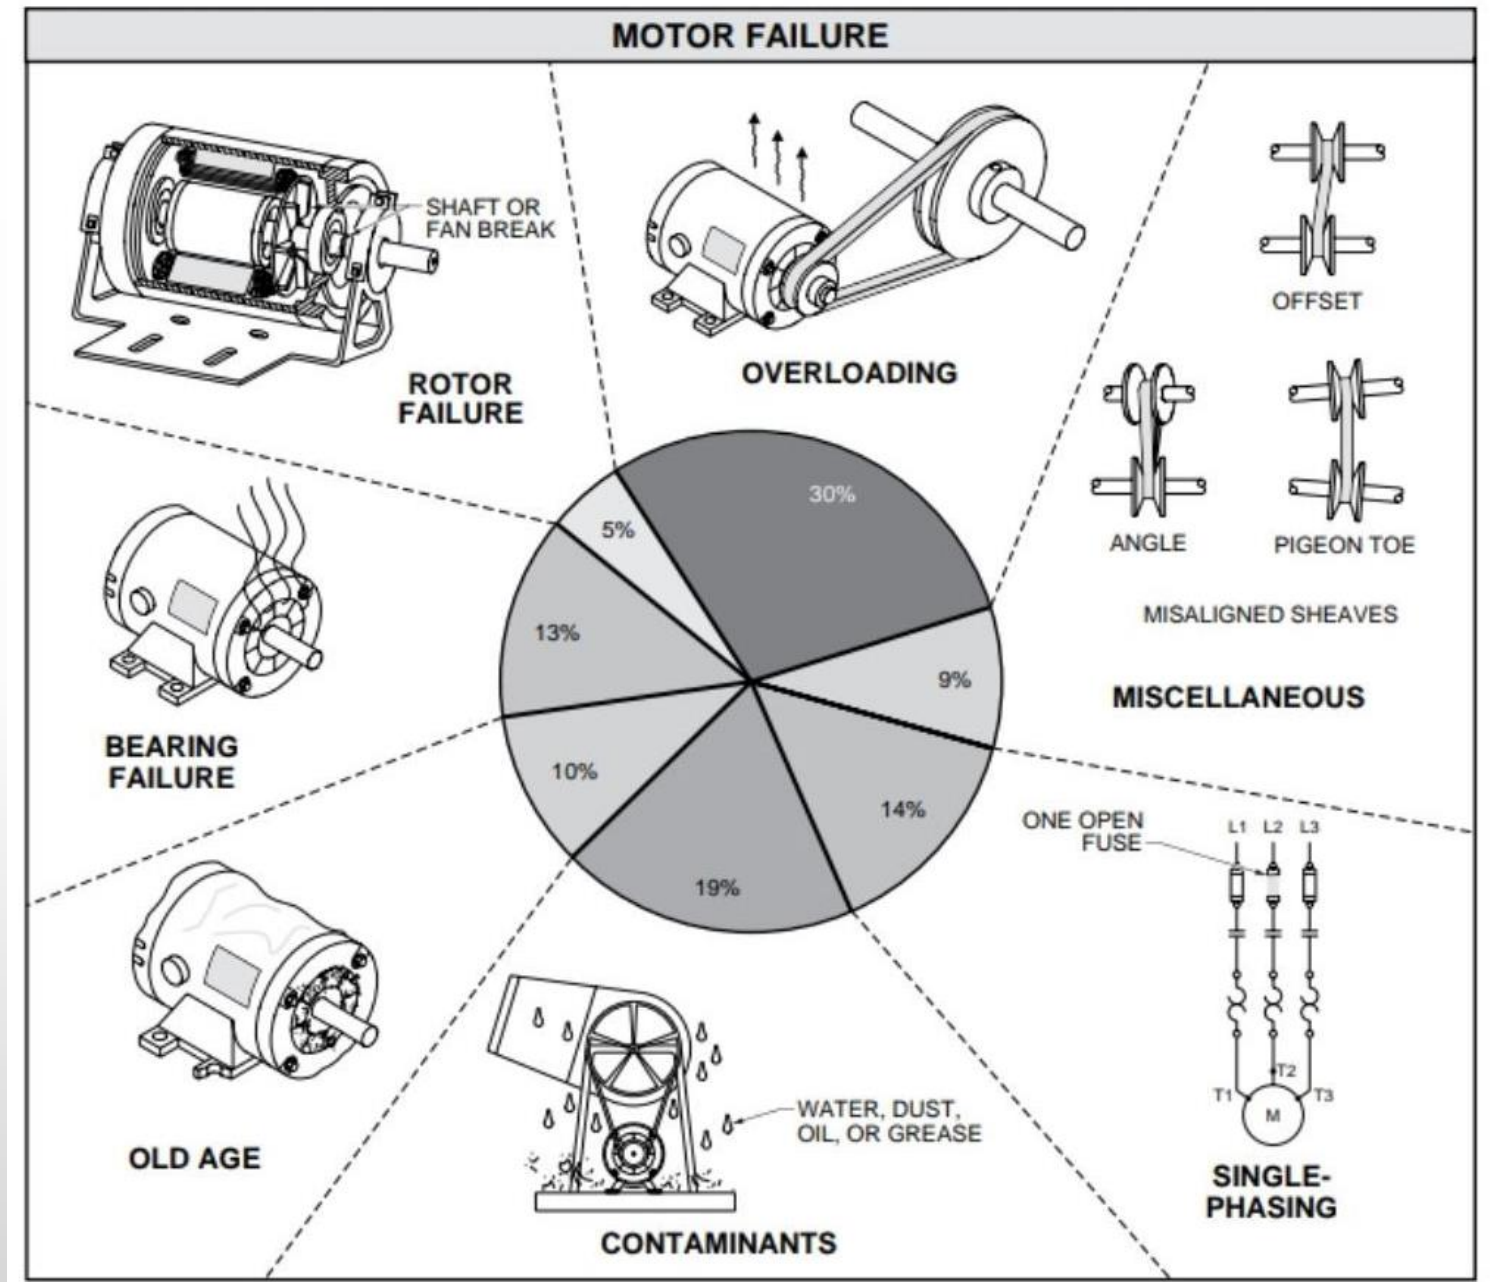 MOTOR FAILURE
SHAFT OR
FAN BREAK
ROTOR
FAILURE
OVERLOADING
OFFSET
ANGLE
PIGEON TOE
MISALIGNED SHEAVES
MISCELLANEOUS
30%
5%
13%
9%
10%
14%
19%
BEARING
FAILURE
ONE OPEN
FUSE
L1 L2 L3
T2
T1
T3
M
SINGLE-
PHASING
OLD AGE
WATER, DUST,
OIL, OR GREASE
CONTAMINANTS